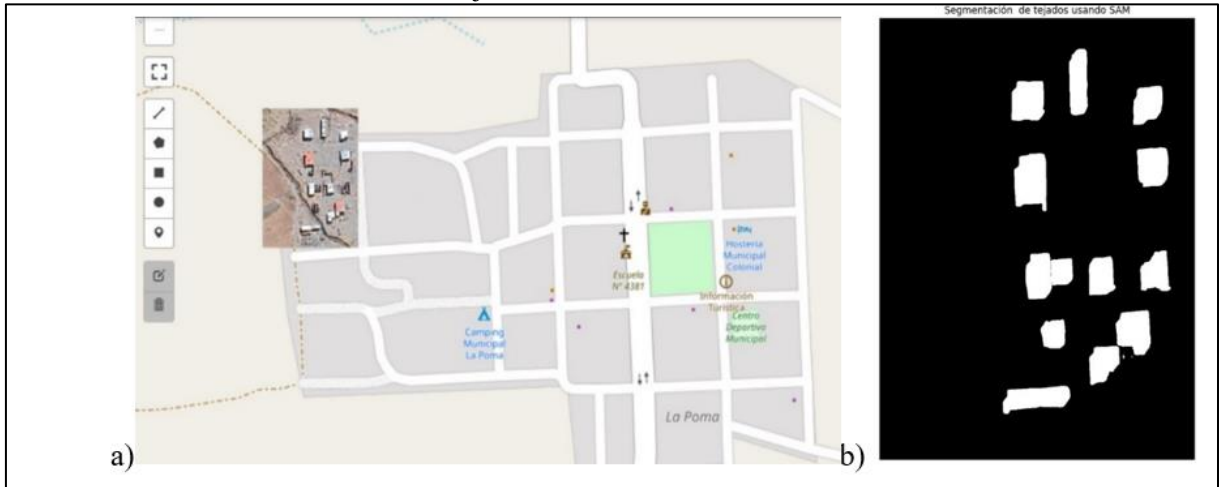 Segmentación de tejados usando SAM
Hostería
Municipal
Colonial
Escuela
N° 4381
Información
Turística
Centro
Deportivo
Municipal
Camping
Municipal
La Poma
La Poma
a)
b)